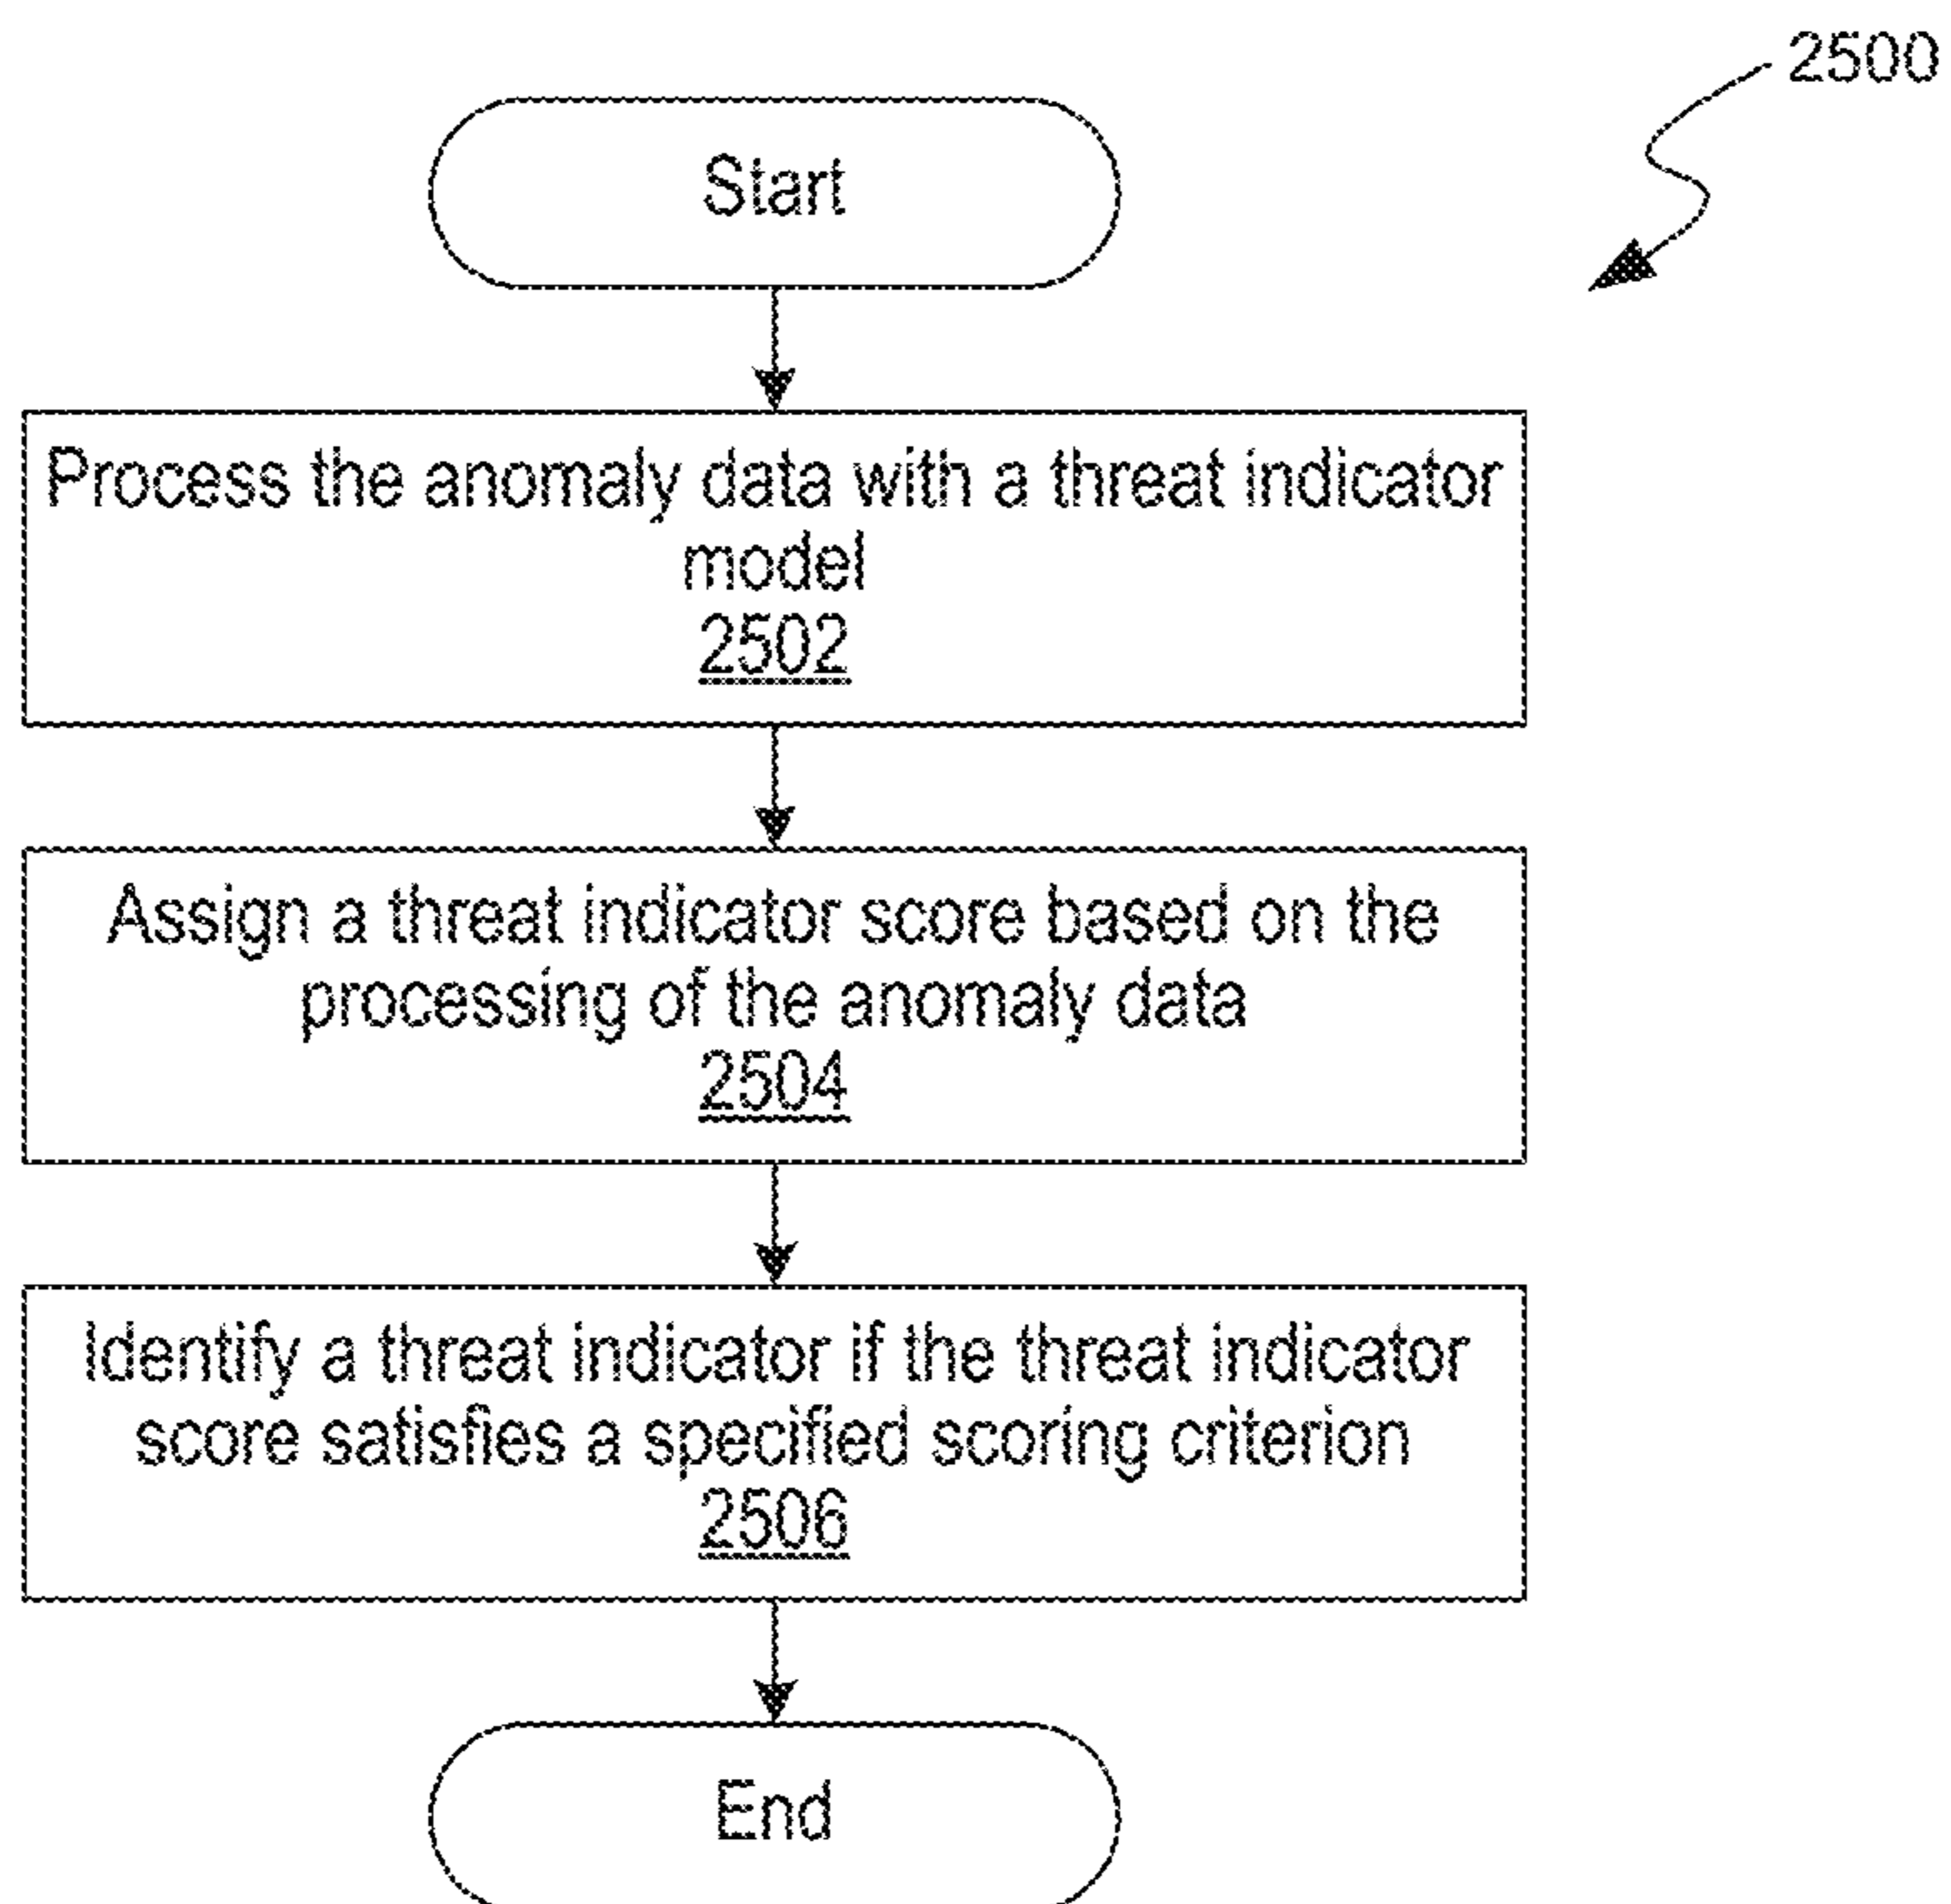 2500
Start
Process the anomaly data with a threat indicator
model
2502
Assign a threat indicator score based on the
processing of the anomaly data
2504
Identify a threat indicator if the threat indicator
score satisfies a specified scoring criterion
2506
End